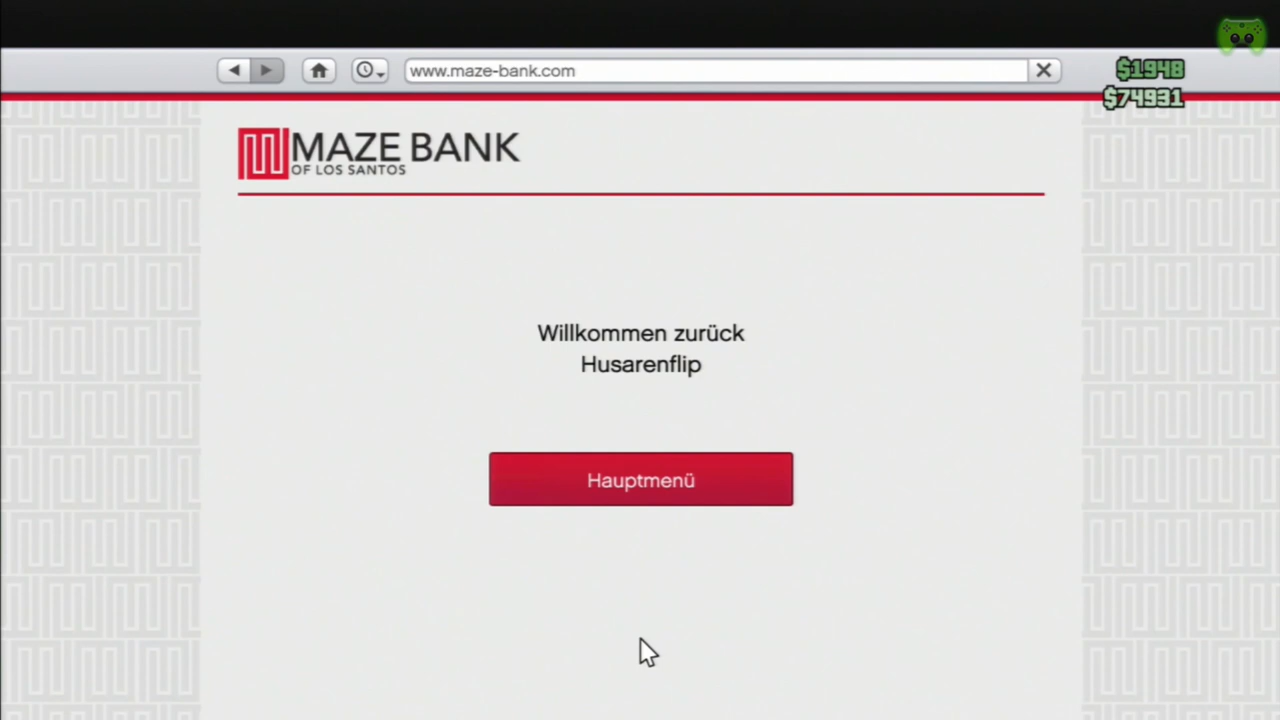 www.maze-bank.com
$1948
$74931
MAZE BANK
OF LOS SANTOS
Willkommen zurück
Husarenflip
Hauptmenü